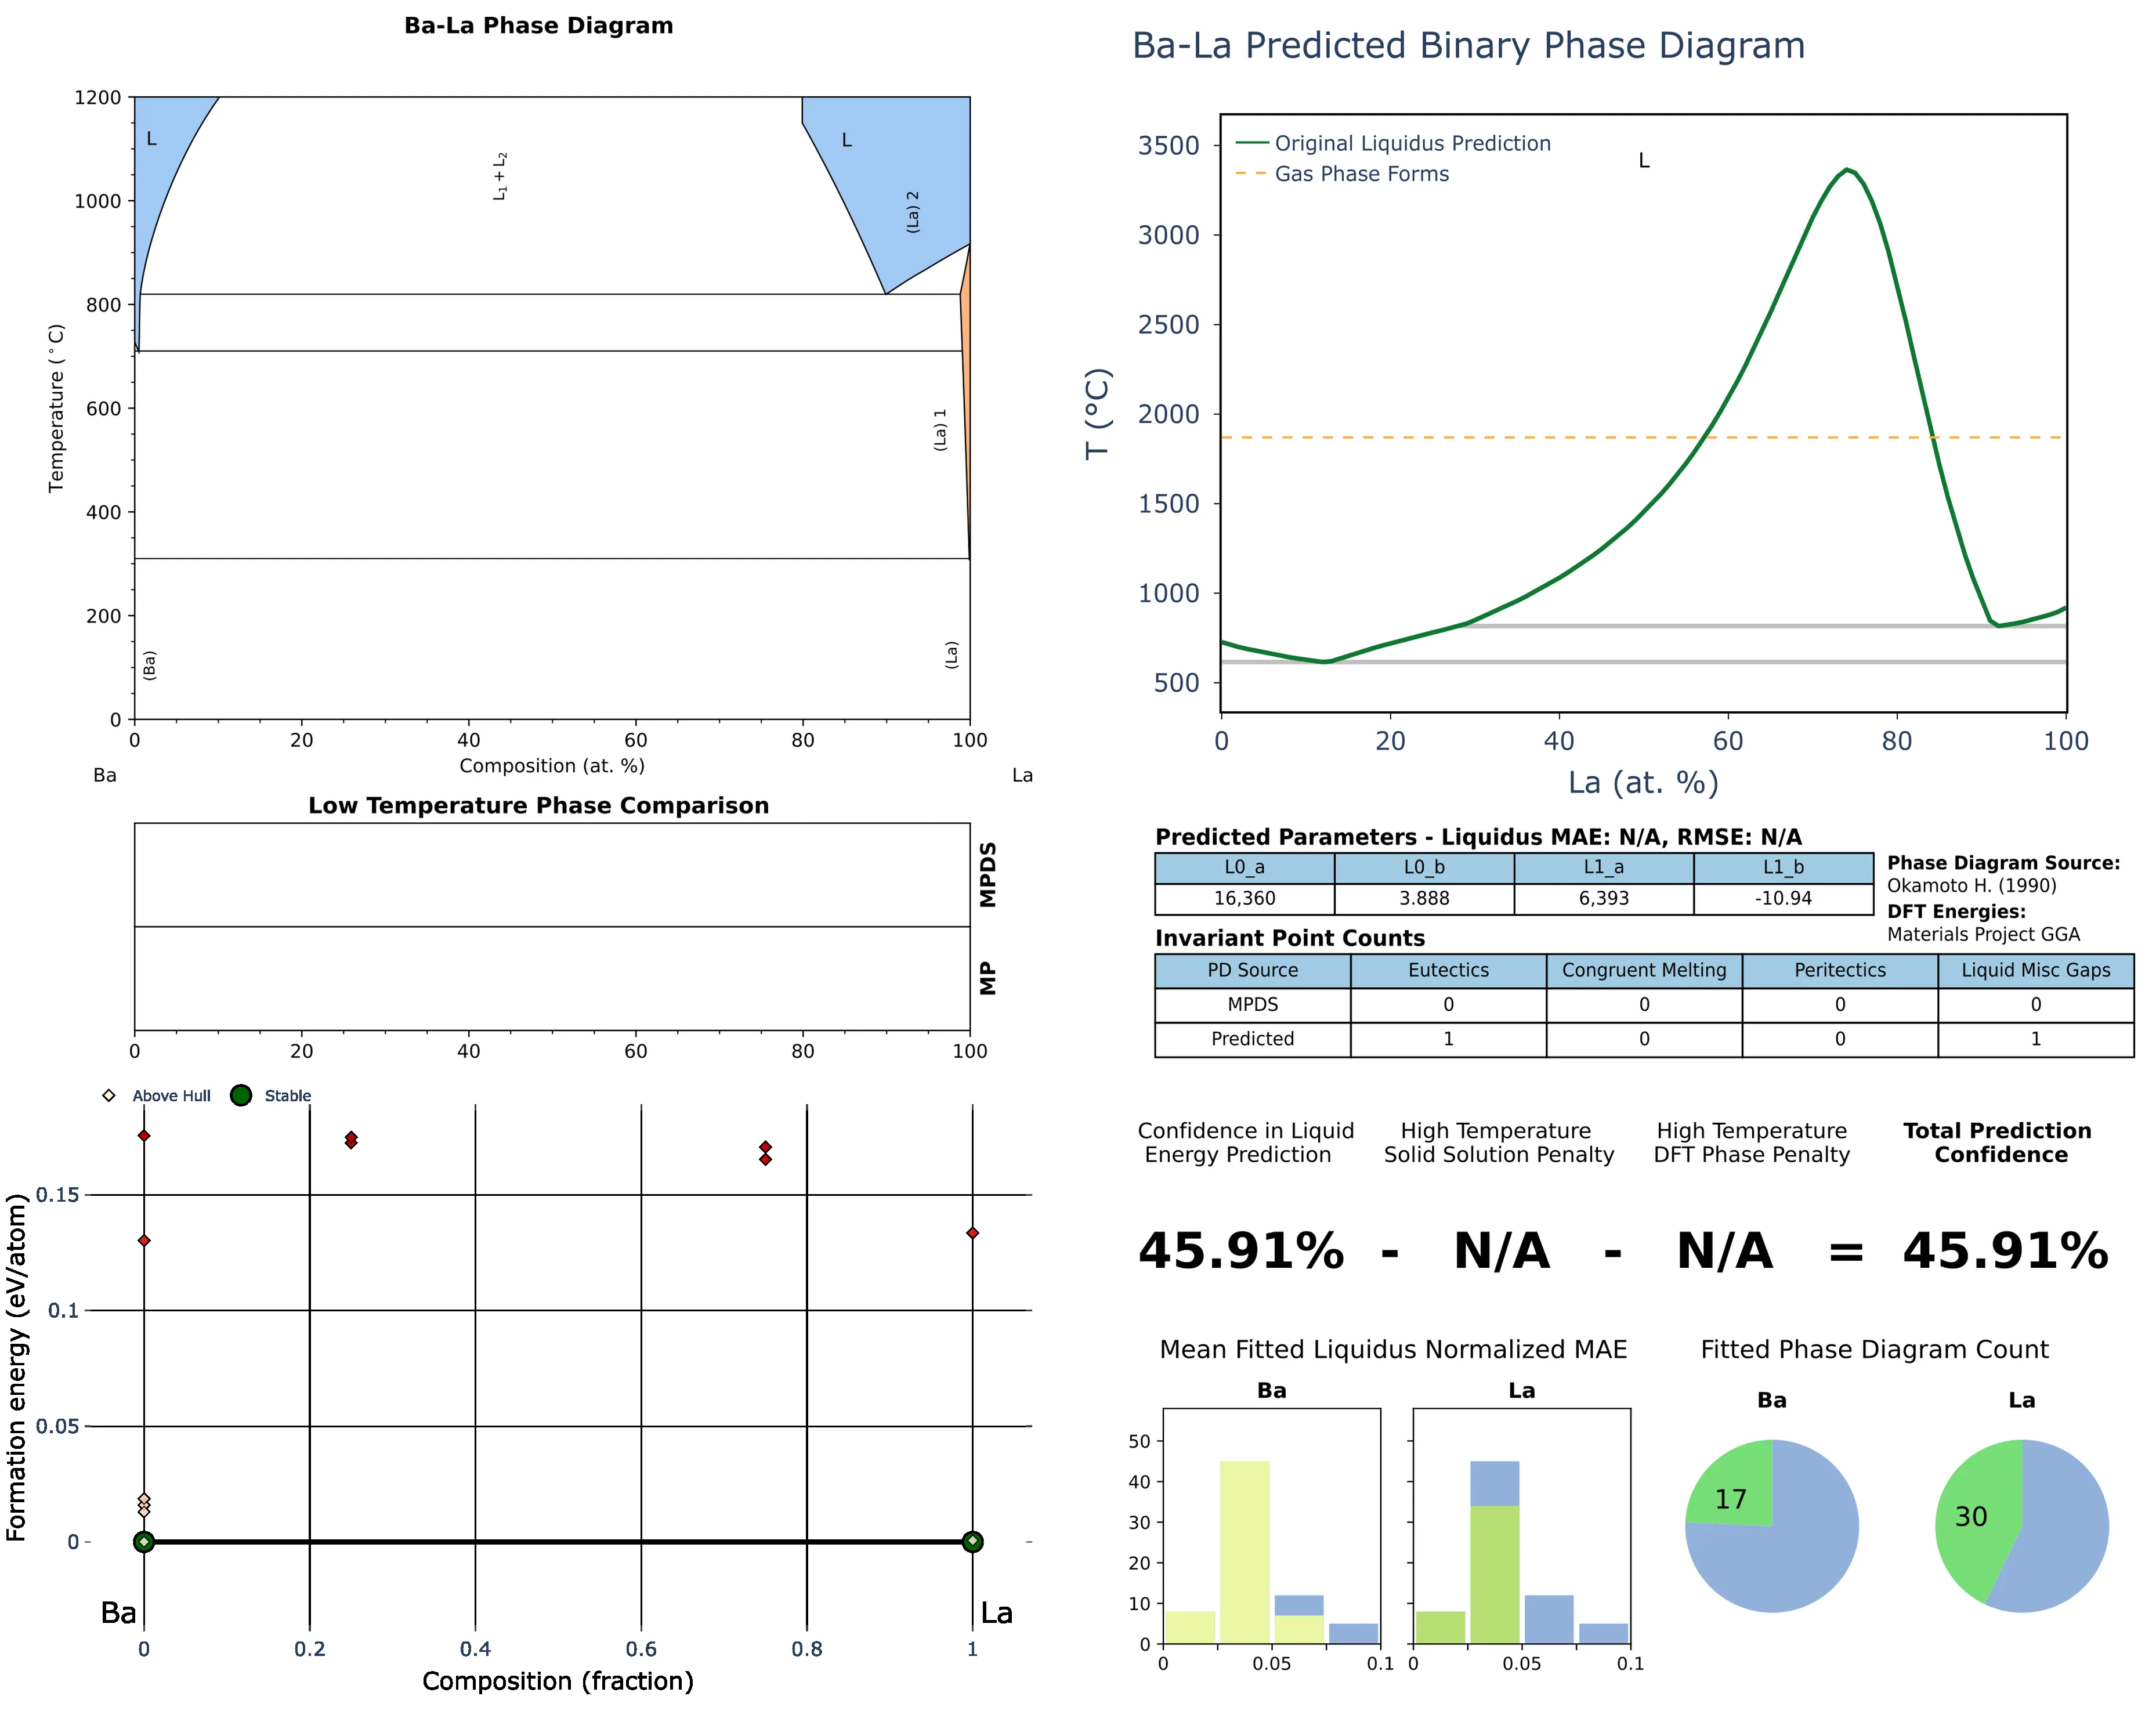 Ba-La Phase Diagram
1200
1000
800
600
400
200
0
Temperature (°C)
L
L₁ + L₂
L
(La) 2
(La) 1
(Ba)
(La)
0 20 40 60 80 100
Composition (at. %)
Ba La
Low Temperature Phase Comparison
MPDS
MP
0 20 40 60 80 100
Above Hull Stable
0.15
0.1
0.05
0
Formation energy (eV/atom)
Ba La
0 0.2 0.4 0.6 0.8 1
Composition (fraction)
Ba-La Predicted Binary Phase Diagram
Original Liquidus Prediction
Gas Phase Forms
L
3500
3000
2500
2000
1500
1000
500
T (°C)
0 20 40 60 80 100
La (at. %)
Predicted Parameters - Liquidus MAE: N/A, RMSE: N/A
L0_a L0_b L1_a L1_b
16,360 3.888 6,393 -10.94
Phase Diagram Source:
Okamoto H. (1990)
DFT Energies:
Materials Project GGA
Invariant Point Counts
PD Source Eutectics Congruent Melting Peritectics Liquid Misc Gaps
MPDS 0 0 0 0
Predicted 1 0 0 1
Confidence in Liquid
Energy Prediction
High Temperature
Solid Solution Penalty
High Temperature
DFT Phase Penalty
Total Prediction
Confidence
45.91% - N/A - N/A = 45.91%
Mean Fitted Liquidus Normalized MAE
Ba La
50
40
30
20
10
0
0 0.05 0.1
0 0.05 0.1
Fitted Phase Diagram Count
Ba La
17
30